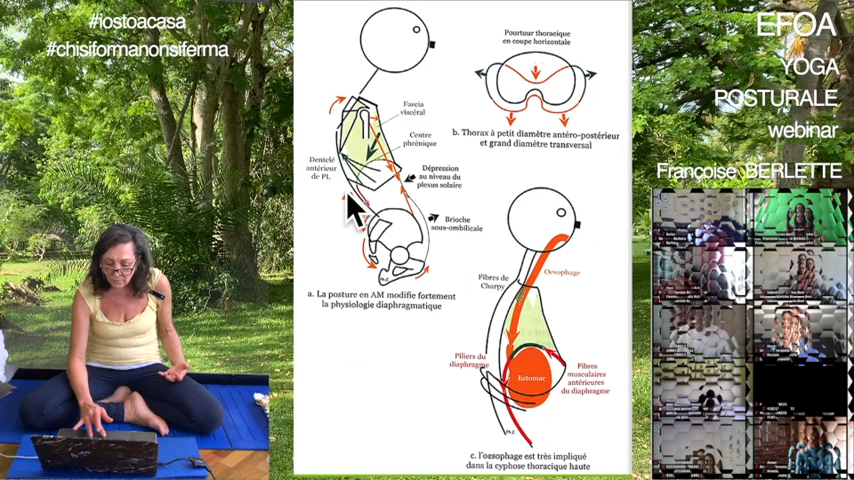 #iostoacasa
#chisiformanonsiferma
EFOA
YOGA
POSTURALE
webinar
Françoise BERLETTE
Pourtour thoracique
en coupe horizontale
b. Thorax à petit diamètre antéro-postérieur
et grand diamètre transversal
Fascia
viscéral
Centre
phrénique
Dentelé
antérieur
de PL
Dépression
au niveau du
plexus solaire
Brioche
sous-ombilicale
a. La posture en AM modifie fortement
la physiologie diaphragmatique
Fibres de
Charpy
Oesophage
Piliers du
diaphragme
Estomac
Fibres
musculaires
antérieures
du diaphragme
c. l'oesophage est très impliqué
dans la cyphose thoracique haute